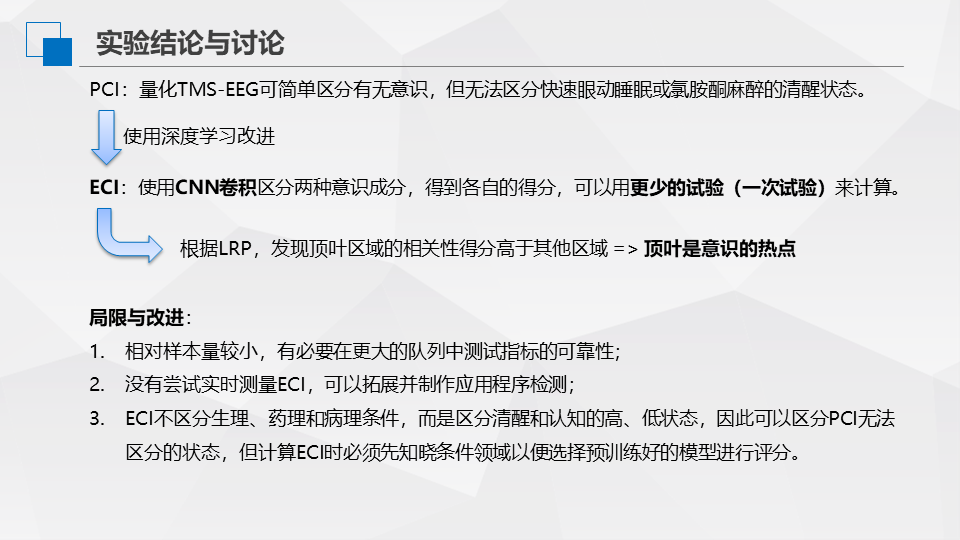 实验结论与讨论
PCI：量化TMS-EEG可简单区分有无意识，但无法区分快速眼动睡眠或氯胺酮麻醉的清醒状态。
使用深度学习改进
ECI：使用CNN卷积区分两种意识成分，得到各自的得分，可以用更少的试验（一次试验）来计算。
根据LRP，发现顶叶区域的相关性得分高于其他区域 => 顶叶是意识的热点
局限与改进：
1. 相对样本量较小，有必要在更大的队列中测试指标的可靠性；
2. 没有尝试实时测量ECI，可以拓展并制作应用程序检测；
3. ECI不区分生理、药理和病理条件，而是区分清醒和认知的高、低状态，因此可以区分PCI无法
区分的状态，但计算ECI时必须先知晓条件领域以便选择预训练好的模型进行评分。